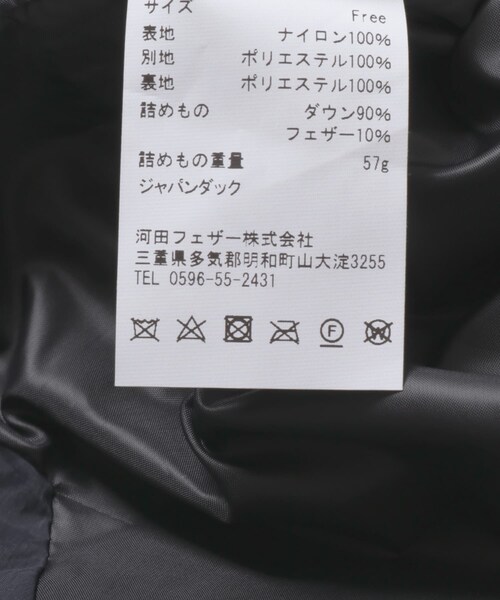 サイズ Free
表地 ナイロン100%
別地 ポリエステル100%
裏地 ポリエステル100%
詰めもの ダウン90%
フェザー10%
詰めもの重量 57g
ジャパンダック
河田フェザー株式会社
三重県多気郡明和町山大淀3255
TEL 0596-55-2431
F
W